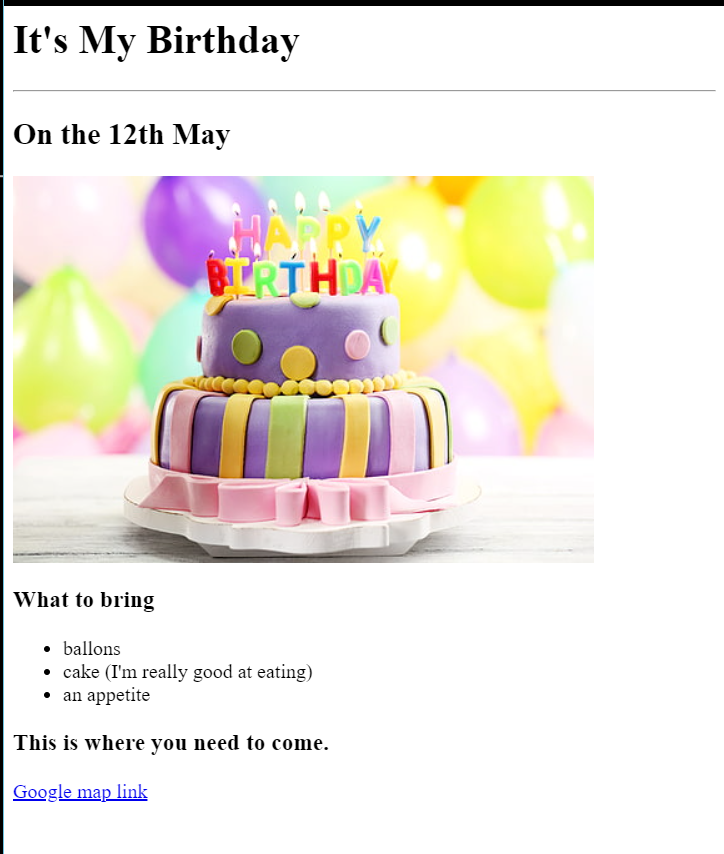 It's My Birthday
On the 12th May
HAPPY
BIRTHDAY
What to bring
ballons
cake (I'm really good at eating)
an appetite
This is where you need to come.
Google map link